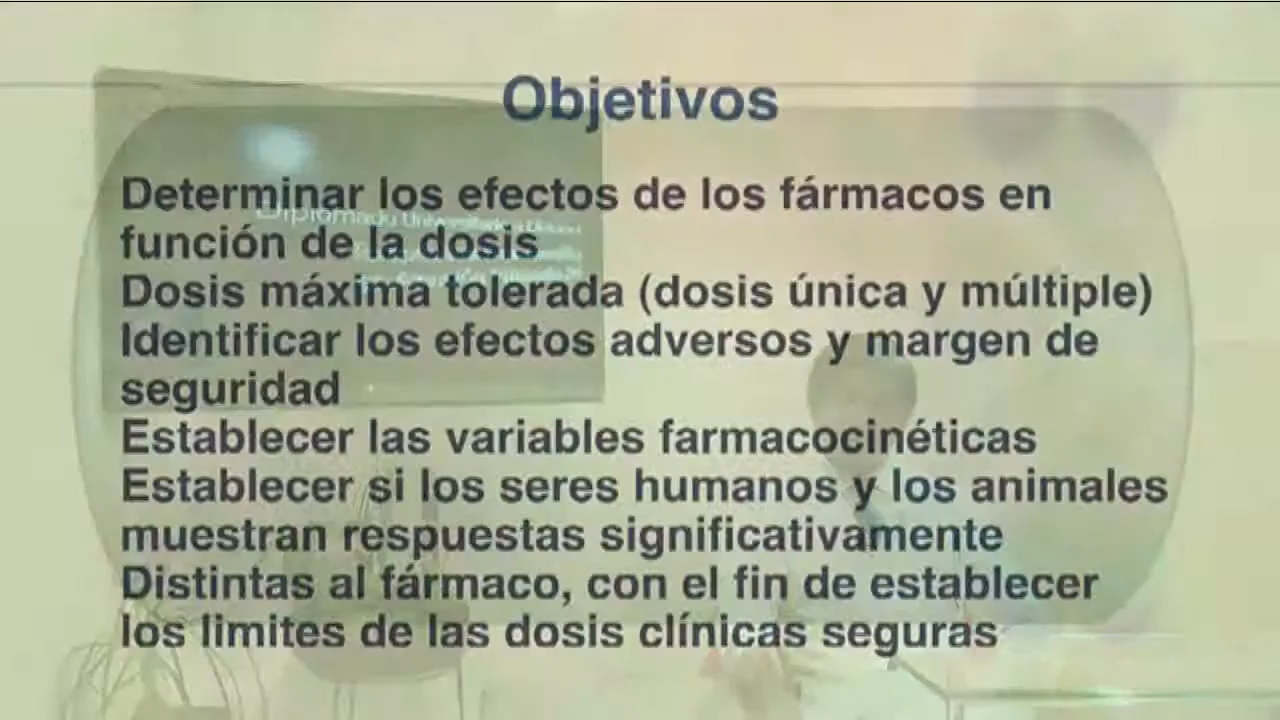 Objetivos
Determinar los efectos de los fármacos en
función de la dosis
Dosis máxima tolerada (dosis única y múltiple)
Identificar los efectos adversos y margen de
seguridad
Establecer las variables farmacocinéticas
Establecer si los seres humanos y los animales
muestran respuestas significativamente
Distintas al fármaco, con el fin de establecer
los limites de las dosis clínicas seguras
Diplomado